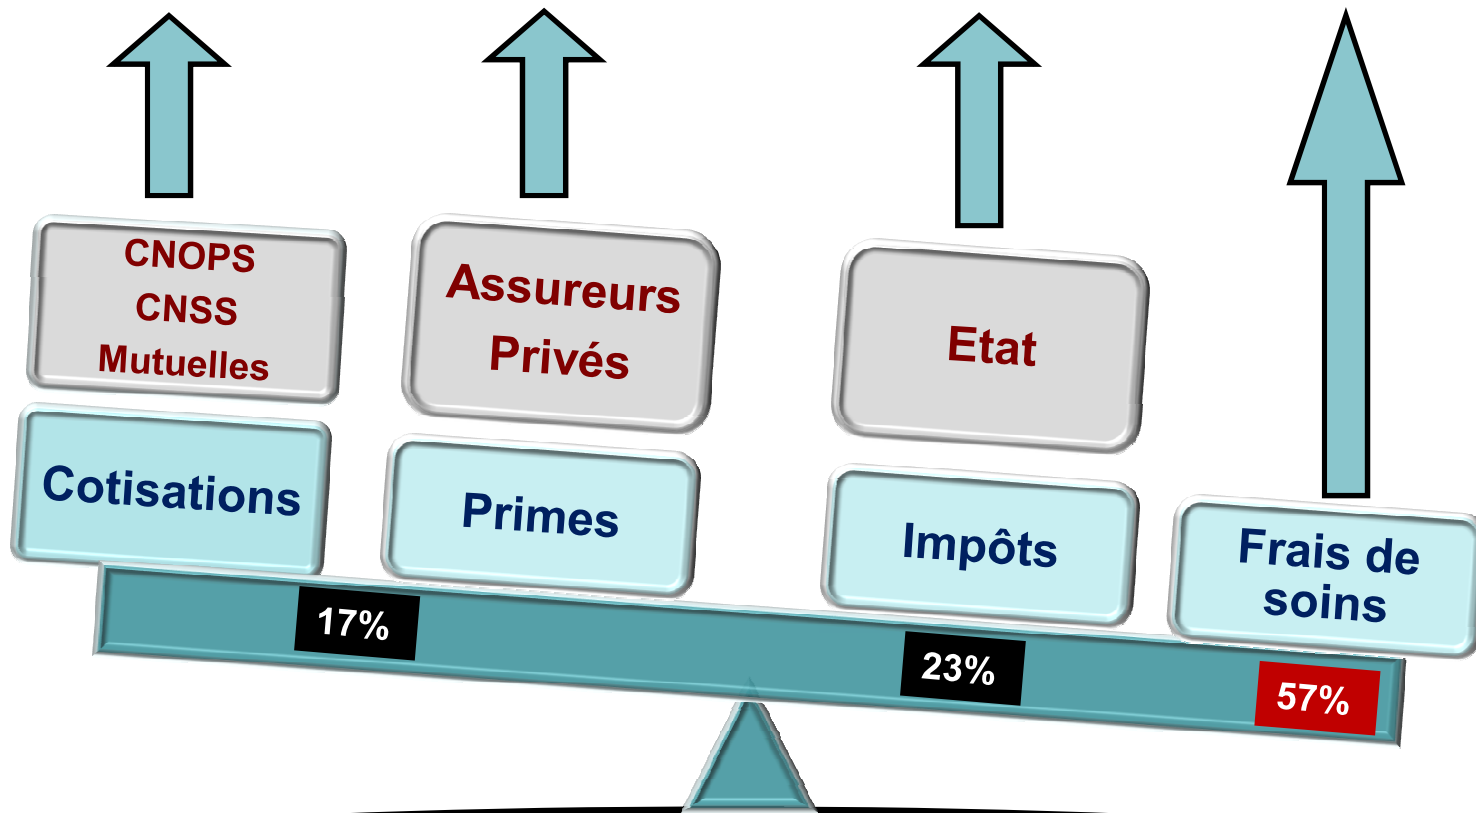 CNOPS
CNSS
Mutuelles
Assureurs
Privés
Etat
Cotisations
Primes
Impôts
Frais de
soins
17%
23%
57%